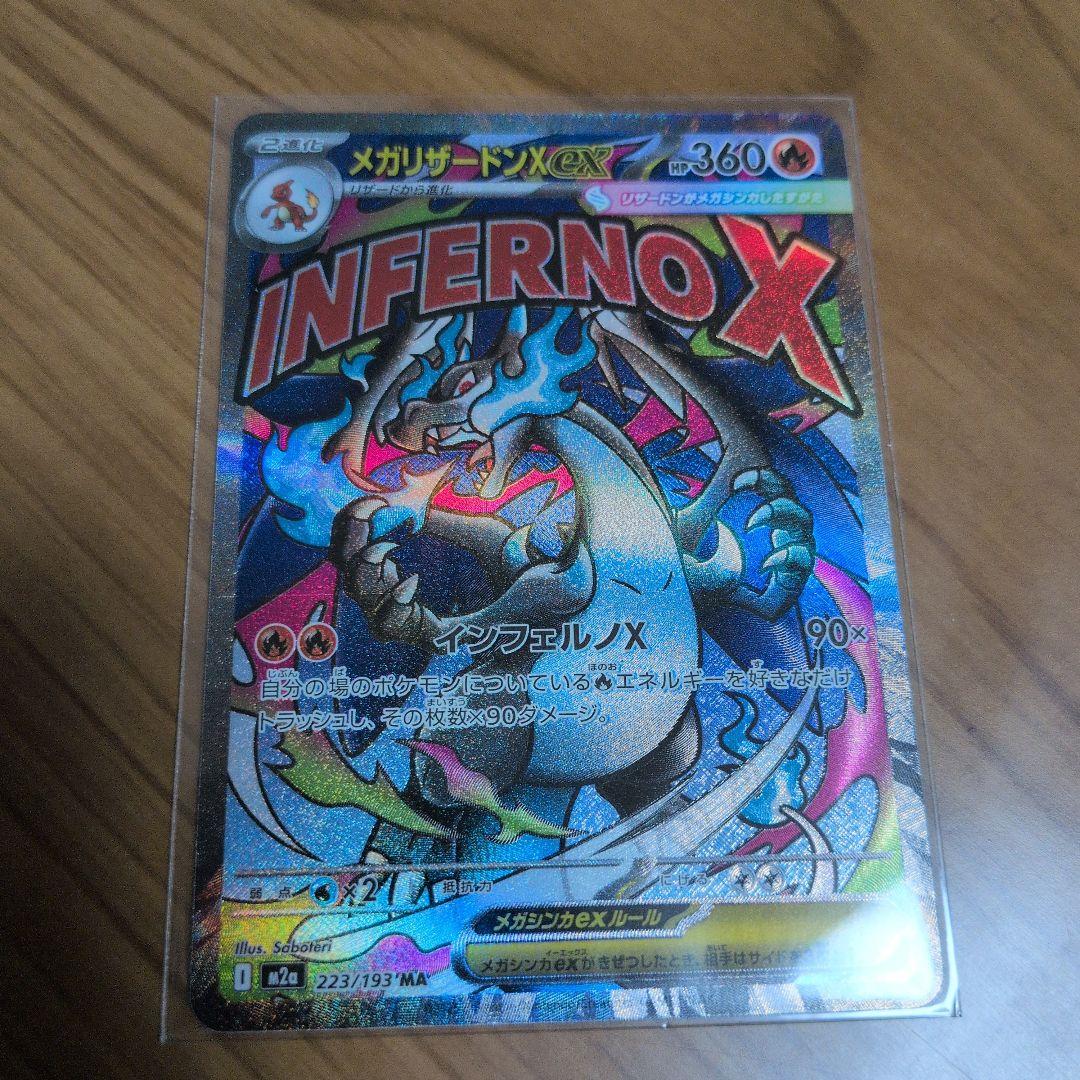 2進化
メガリザードンXex
HP360
リザードから進化
リザードンがメガシンカしたすがた
INFERNO X
インフェルノX 90×
自分の場のポケモンについているエネルギーを好きなだけ
トラッシュし、その枚数×90ダメージ。
弱点 ×2 抵抗力 にげる
メガシンカexルール
メガシンカexがきぜつしたとき、相手はサイドを
Illus. Saboteri
I M2a 223/193 MA